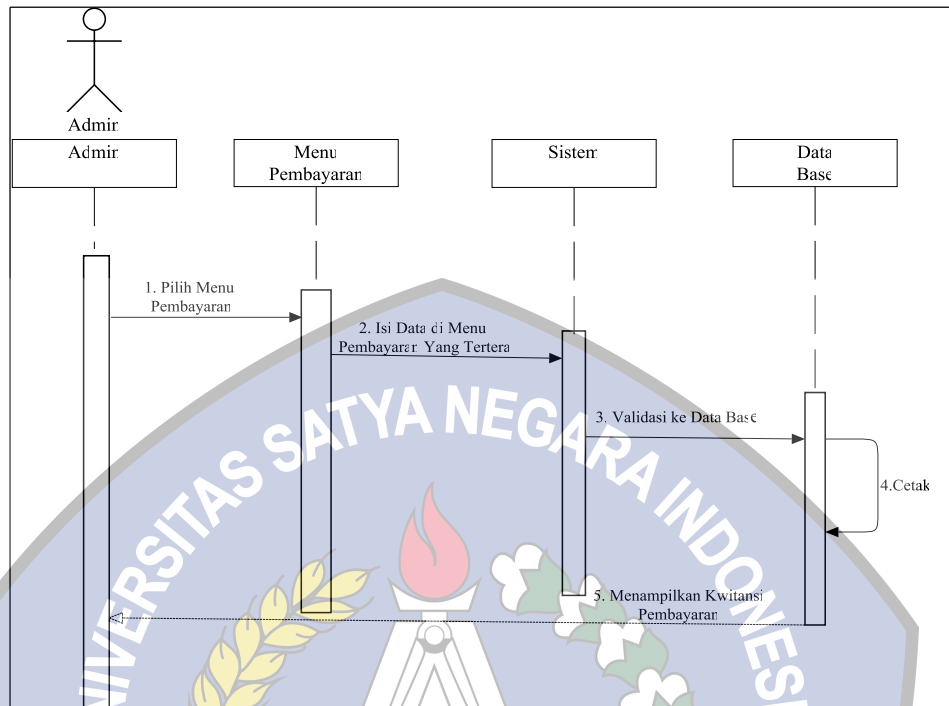 Admin
Admin
Menu
Pembayaran
Sistem
Data
Base
1. Pilih Menu
Pembayaran
2. Isi Data di Menu
Pembayaran Yang Tertera
3. Validasi ke Data Base
4.Cetak
5. Menampilkan Kwitansi
Pembayaran
UNIVERSITAS SATYA NEGARA INDONESIA